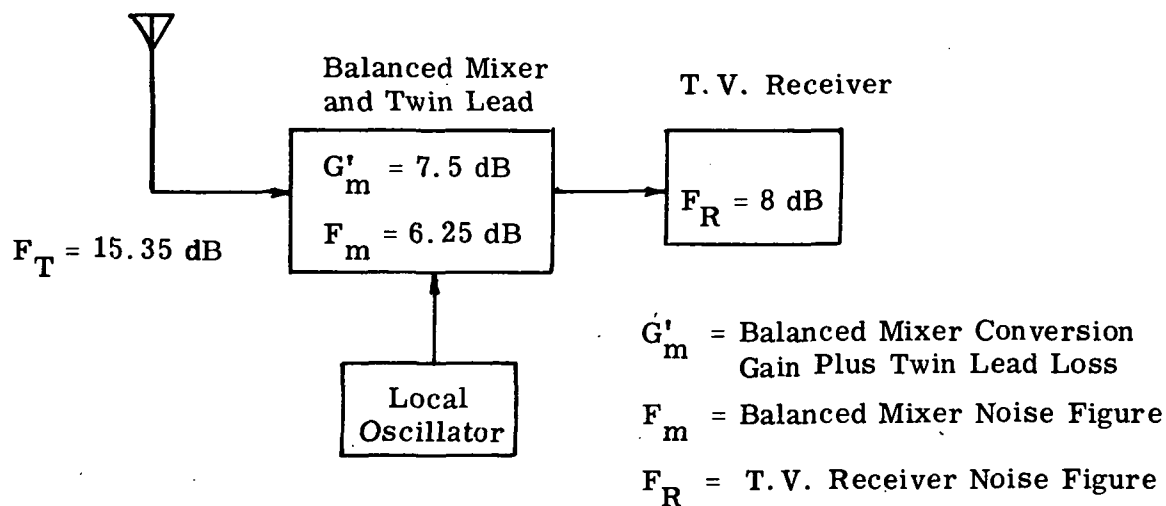 Balanced Mixer
and Twin Lead
T. V. Receiver
G'm = 7.5 dB
Fm = 6.25 dB
FR = 8 dB
FT = 15.35 dB
Local
Oscillator
G'm = Balanced Mixer Conversion
Gain Plus Twin Lead Loss
Fm = Balanced Mixer Noise Figure
FR = T.V. Receiver Noise Figure